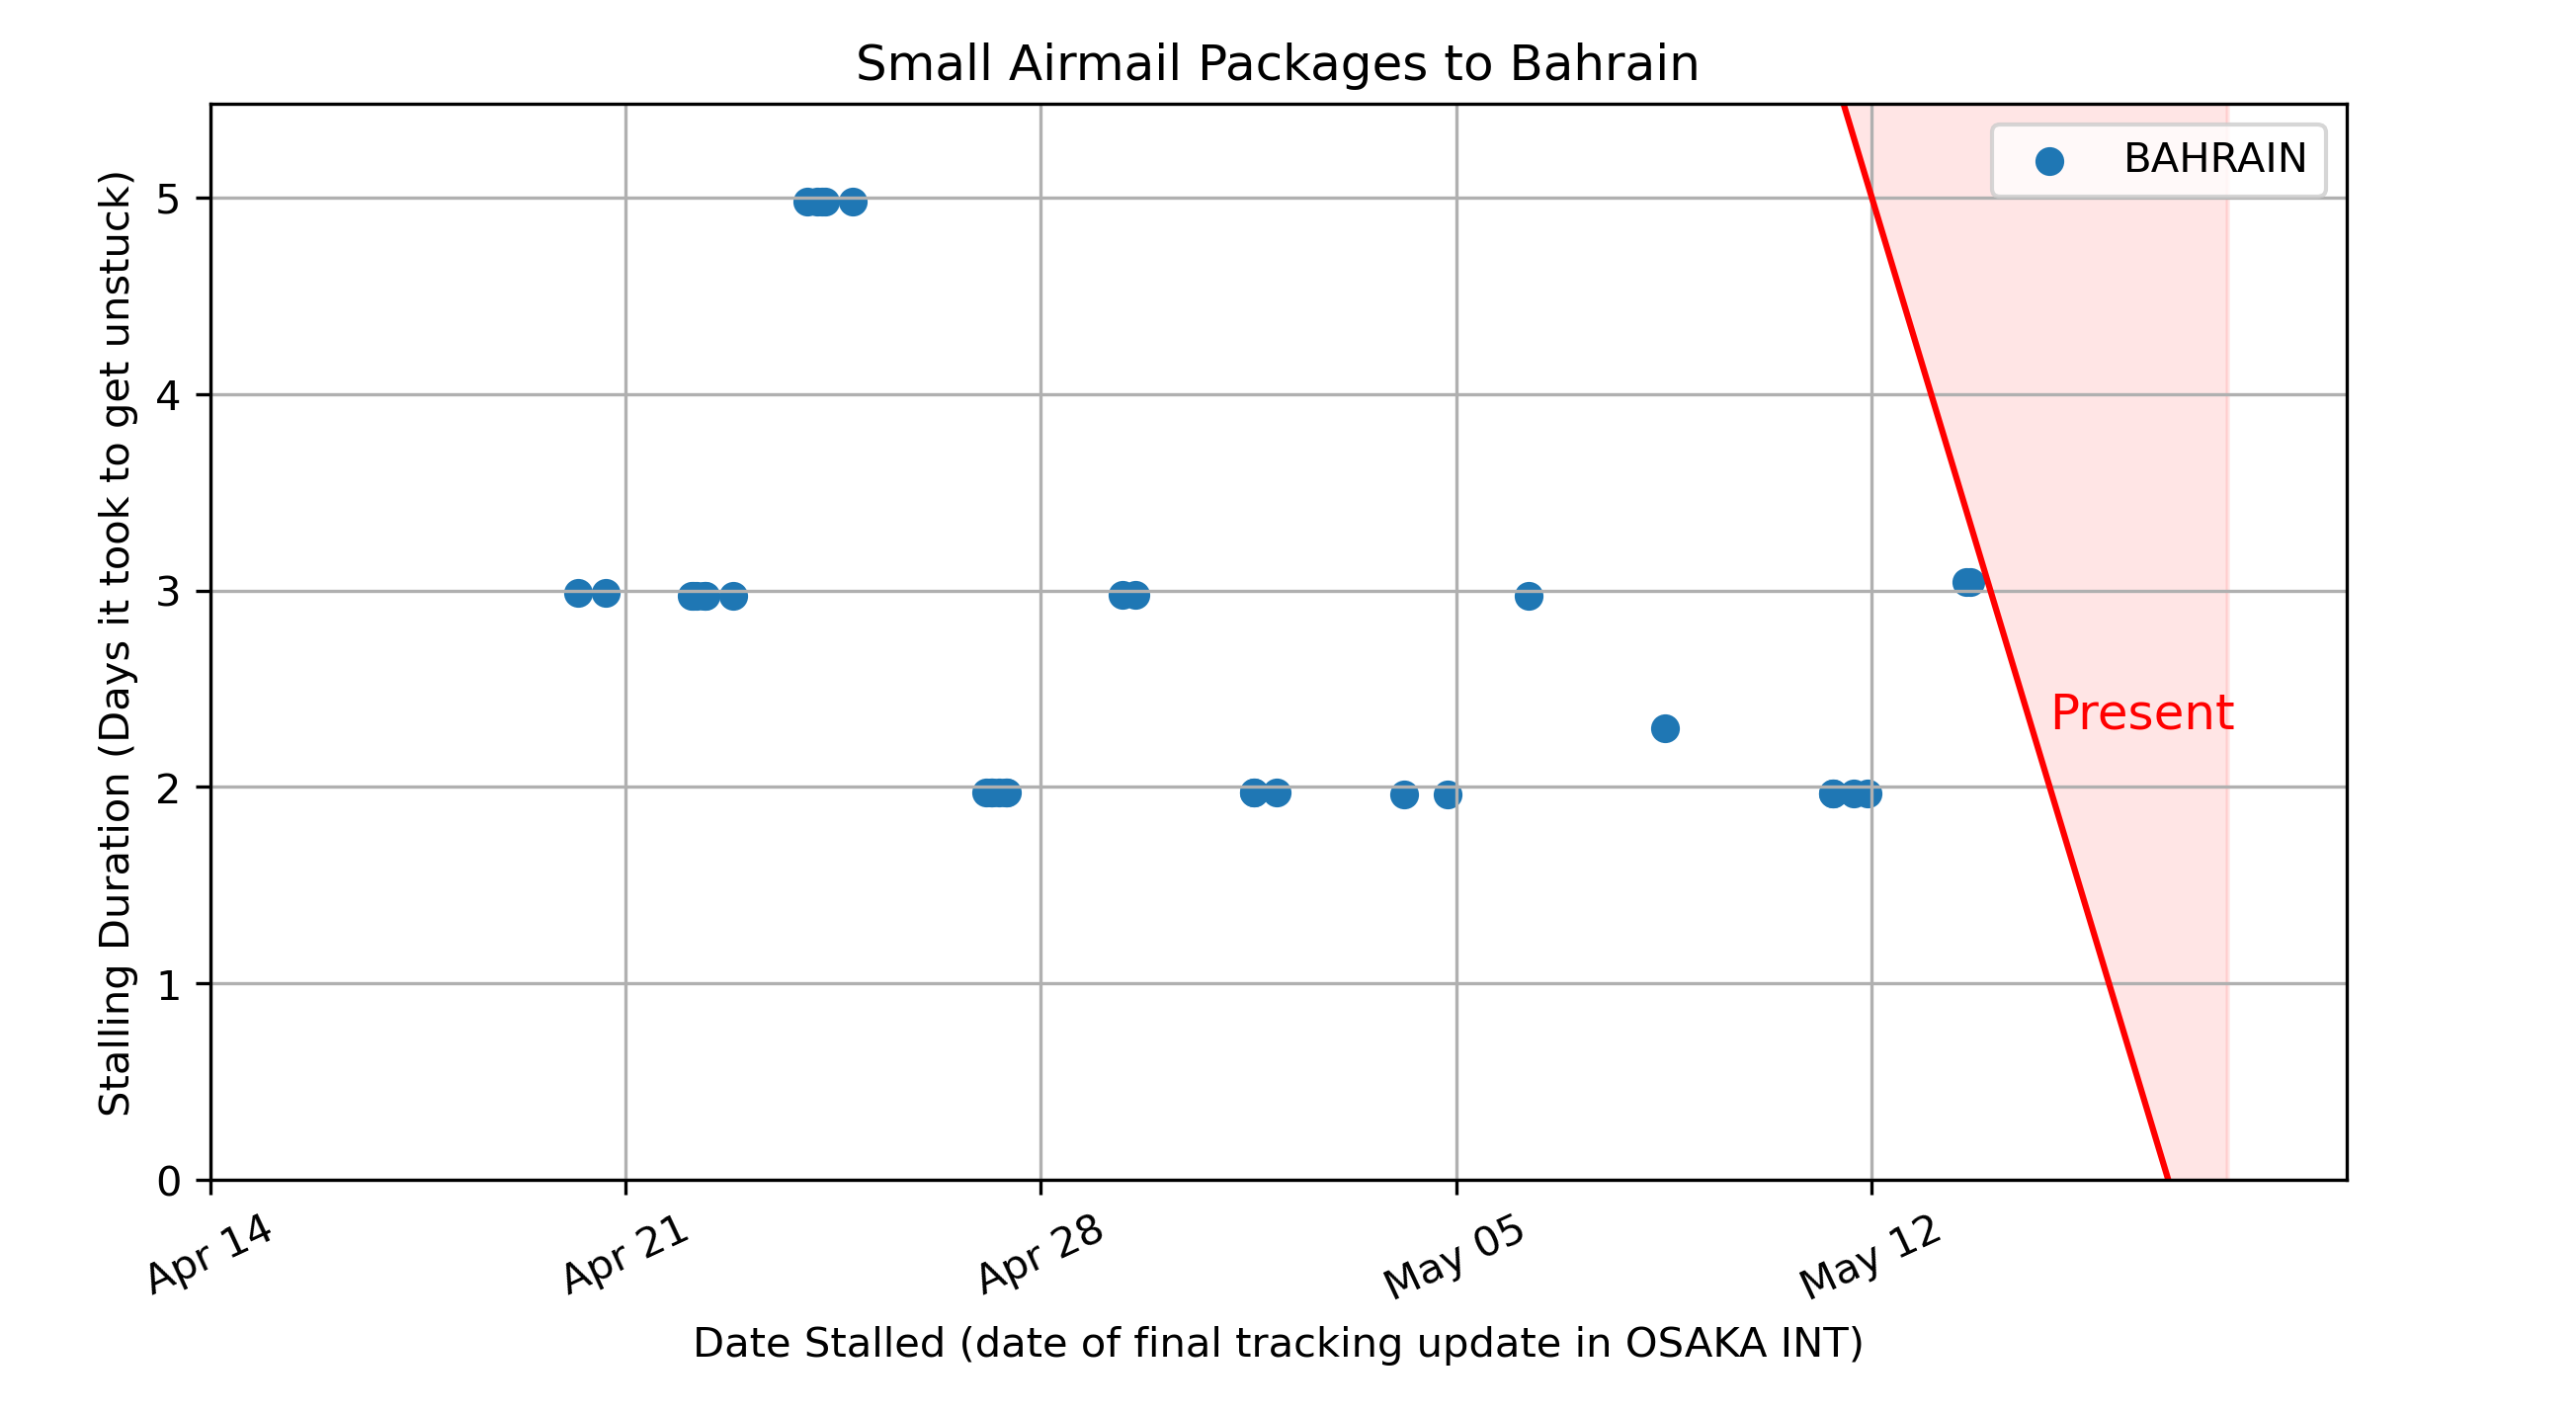 Small Airmail Packages to Bahrain
BAHRAIN
Stalling Duration (Days it took to get unstuck)
5
4
3
2
1
0
Present
Apr 14
Apr 21
Apr 28
May 05
May 12
Date Stalled (date of final tracking update in OSAKA INT)